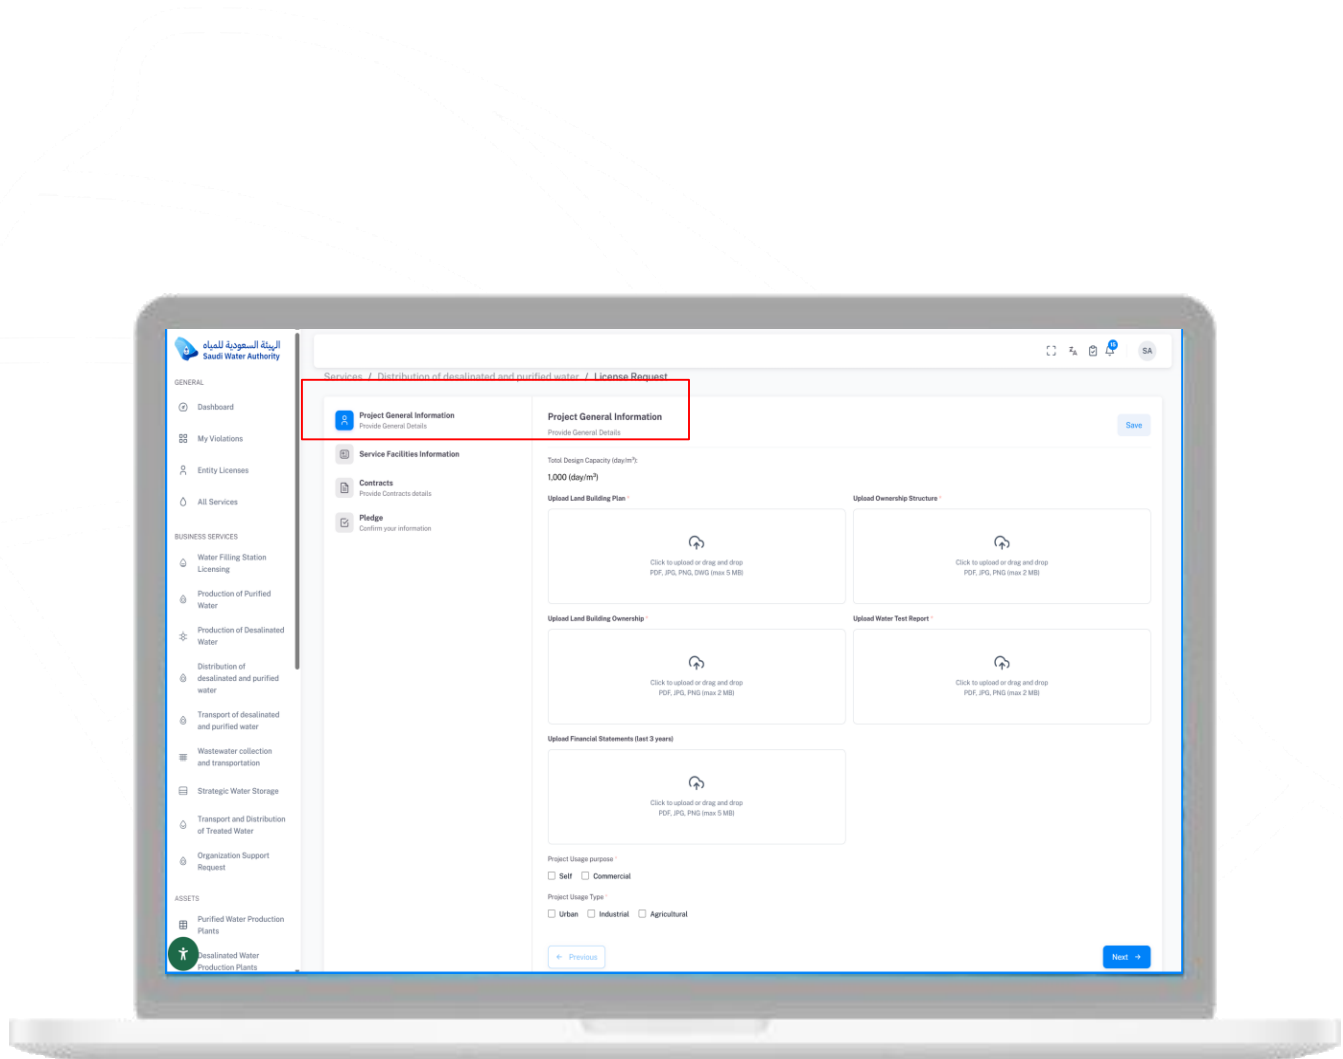 الهيئة السعودية للمياه
Saudi Water Authority
GENERAL
Dashboard
My Violations
Entity Licenses
All Services
BUSINESS SERVICES
Water Filling Station
Licensing
Production of Purified
Water
Production of Desalinated
Water
Distribution of
desalinated and purified
water
Transport of desalinated
and purified water
Wastewater collection
and transportation
Strategic Water Storage
Transport and Distribution
of Treated Water
Organization Support
Request
ASSETS
Purified Water Production
Plants
Desalinated Water
Production Plants
SA
Services / Distribution of desalinated and purified water / License Request
Project General Information
Provide General Details
Service Facilities Information
Contracts
Provide Contracts details
Pledge
Confirm your information
Project General Information
Provide General Details
Save
Total Design Capacity (day/m³):
1,000 (day/m³)
Upload Land Building Plan *
Click to upload or drag and drop
PDF, JPG, PNG, DWG (max 5 MB)
Upload Ownership Structure *
Click to upload or drag and drop
PDF, JPG, PNG (max 2 MB)
Upload Land Building Ownership *
Click to upload or drag and drop
PDF, JPG, PNG (max 2 MB)
Upload Water Test Report *
Click to upload or drag and drop
PDF, JPG, PNG (max 2 MB)
Upload Financial Statements (last 3 years)
Click to upload or drag and drop
PDF, JPG, PNG (max 5 MB)
Project Usage purpose *
Self Commercial
Project Usage Type *
Urban Industrial Agricultural
← Previous
Next →